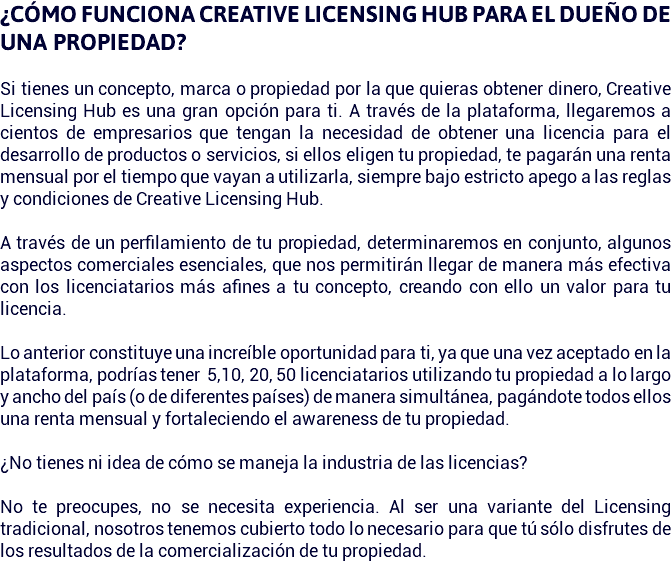 ¿CÓMO FUNCIONA CREATIVE LICENSING HUB PARA EL DUEÑO DE
UNA PROPIEDAD?
Si tienes un concepto, marca o propiedad por la que quieras obtener dinero, Creative
Licensing Hub es una gran opción para ti. A través de la plataforma, llegaremos a
cientos de empresarios que tengan la necesidad de obtener una licencia para el
desarrollo de productos o servicios, si ellos eligen tu propiedad, te pagarán una renta
mensual por el tiempo que vayan a utilizarla, siempre bajo estricto apego a las reglas
y condiciones de Creative Licensing Hub.
A través de un perfilamiento de tu propiedad, determinaremos en conjunto, algunos
aspectos comerciales esenciales, que nos permitirán llegar de manera más efectiva
con los licenciatarios más afines a tu concepto, creando con ello un valor para tu
licencia.
Lo anterior constituye una increíble oportunidad para ti, ya que una vez aceptado en la
plataforma, podrías tener  5,10, 20, 50 licenciatarios utilizando tu propiedad a lo largo
y ancho del país (o de diferentes países) de manera simultánea, pagándote todos ellos
una renta mensual y fortaleciendo el awareness de tu propiedad.
¿No tienes ni idea de cómo se maneja la industria de las licencias?
No te preocupes, no se necesita experiencia. Al ser una variante del Licensing
tradicional, nosotros tenemos cubierto todo lo necesario para que tú sólo disfrutes de
los resultados de la comercialización de tu propiedad.